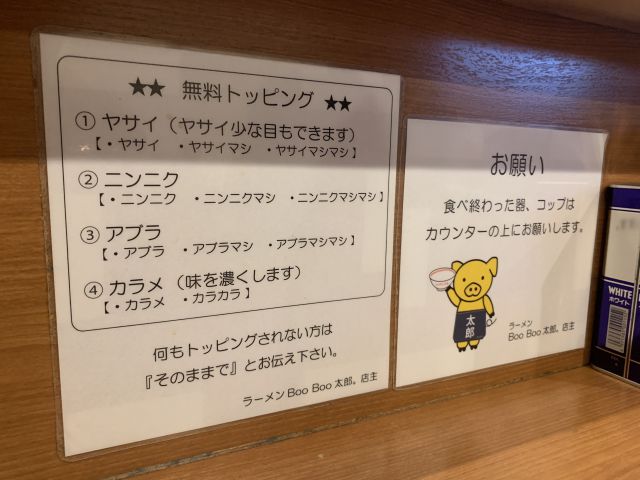 ★★ 無料トッピング ★★
① ヤサイ（ヤサイ少な目もできます）
【・ヤサイ ・ヤサイマシ ・ヤサイマシマシ】
② ニンニク
【・ニンニク ・ニンニクマシ ・ニンニクマシマシ】
③ アブラ
【・アブラ ・アブラマシ ・アブラマシマシ】
④ カラメ（味を濃くします）
【・カラメ ・カラカラ】
何もトッピングされない方は
『そのままで』とお伝え下さい。
ラーメン Boo Boo 太郎。店主
お願い
食べ終わった器、コップは
カウンターの上にお願いします。
太郎
ラーメン
Boo Boo 太郎。店主
WHITE
ホワイト